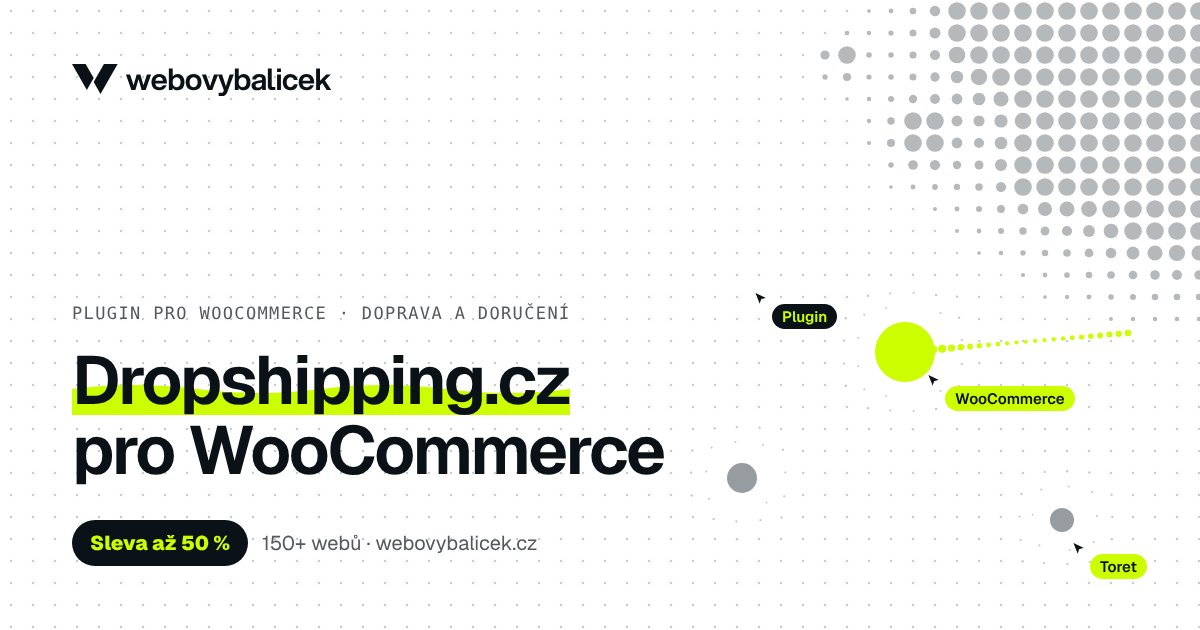 webovybalicek
PLUGIN PRO WOOCOMMERCE · DOPRAVA A DORUČENÍ
Dropshipping.cz
pro WooCommerce
Sleva až 50 %
150+ webů · webovybalicek.cz
Plugin
WooCommerce
Toret